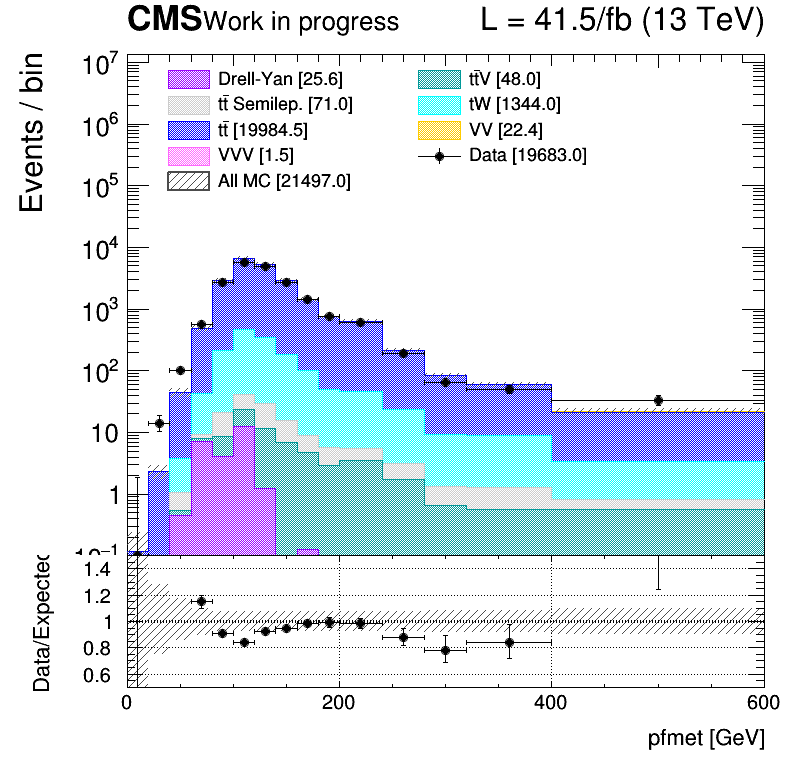 CMS Work in progress L = 41.5/fb (13 TeV)
Events / bin
Drell-Yan [25.6] tt̄V [48.0]
tt̄ Semilep. [71.0] tW [1344.0]
tt̄ [19984.5] VV [22.4]
VVV [1.5] Data [19683.0]
All MC [21497.0]
10⁷
10⁶
10⁵
10⁴
10³
10²
10
1
10⁻¹
Data/Expected
1.4
1.2
1
0.8
0.6
0 200 400 600
pfmet [GeV]